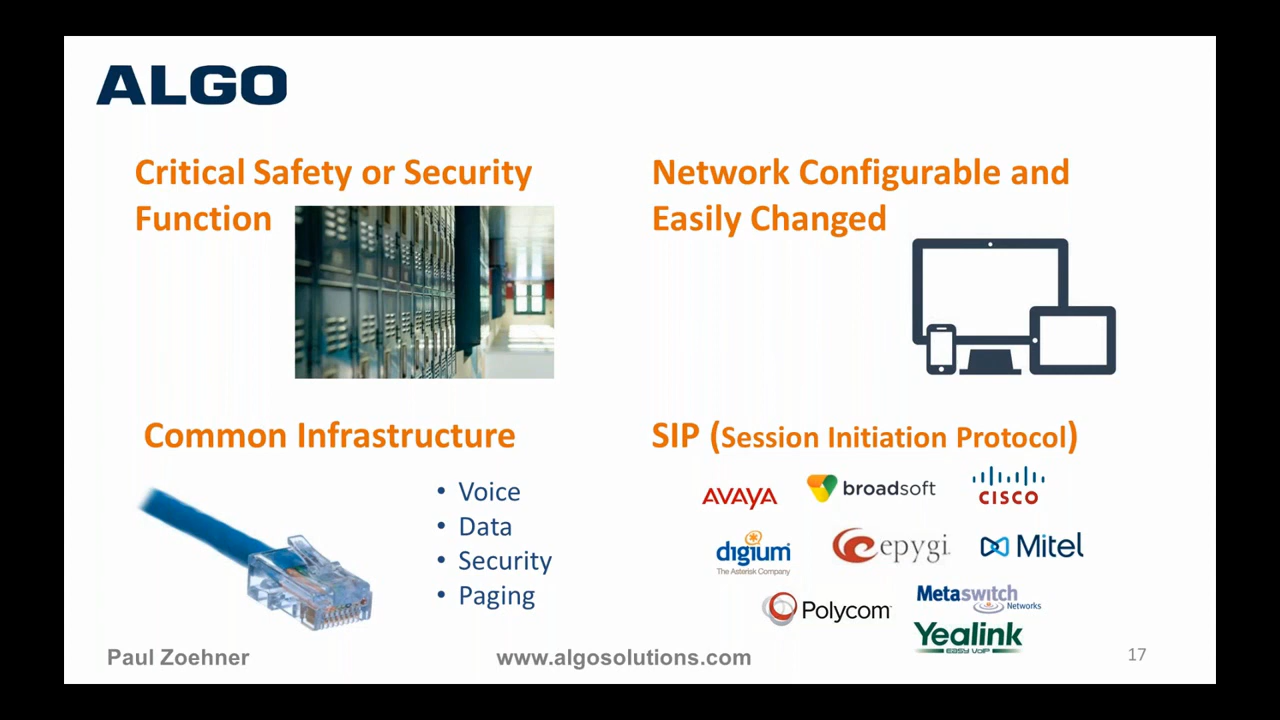 ALGO
Critical Safety or Security
Function
Network Configurable and
Easily Changed
Common Infrastructure
• Voice
• Data
• Security
• Paging
SIP (Session Initiation Protocol)
AVAYA
broadsoft
CISCO
digium
The Asterisk Company
epygi
Mitel
Polycom
Metaswitch
Networks
Yealink
EASY VoIP
Paul Zoehner
www.algosolutions.com
17